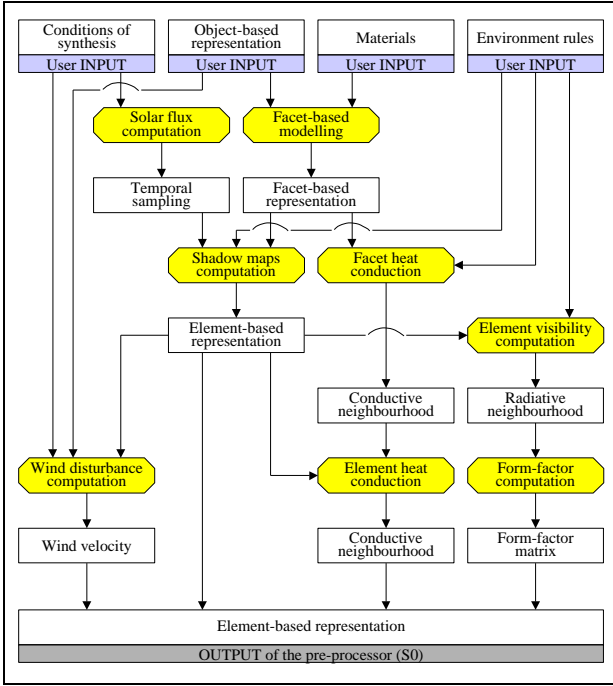 Conditions of
synthesis
User INPUT
Object-based
representation
User INPUT
Materials
User INPUT
Environment rules
User INPUT
Solar flux
computation
Facet-based
modelling
Temporal
sampling
Facet-based
representation
Shadow maps
computation
Facet heat
conduction
Element-based
representation
Element visibility
computation
Conductive
neighbourhood
Radiative
neighbourhood
Wind disturbance
computation
Element heat
conduction
Form-factor
computation
Wind velocity
Conductive
neighbourhood
Form-factor
matrix
Element-based representation
OUTPUT of the pre-processor (S0)